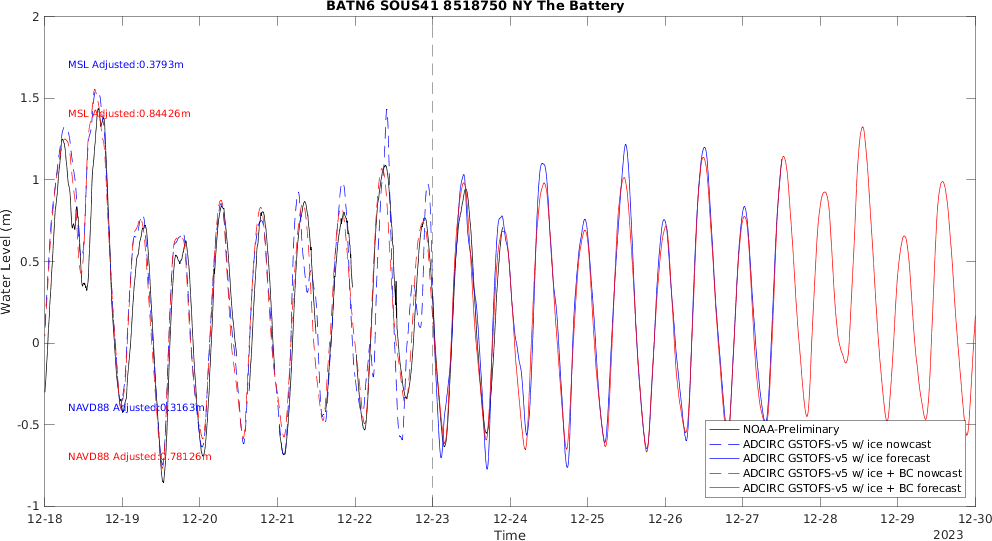 BATN6 SOUS41 8518750 NY The Battery
2
MSL Adjusted:0.3793m
1.5
MSL Adjusted:0.84426m
1
0.5
Water Level (m)
0
NAVD88 Adjusted:0.3163m
-0.5
NAVD88 Adjusted:0.78126m
NOAA-Preliminary
ADCIRC GSTOFS-v5 w/ ice nowcast
ADCIRC GSTOFS-v5 w/ ice forecast
ADCIRC GSTOFS-v5 w/ ice + BC nowcast
ADCIRC GSTOFS-v5 w/ ice + BC forecast
-1
12-18 12-19 12-20 12-21 12-22 12-23 12-24 12-25 12-26 12-27 12-28 12-29 12-30
Time
2023